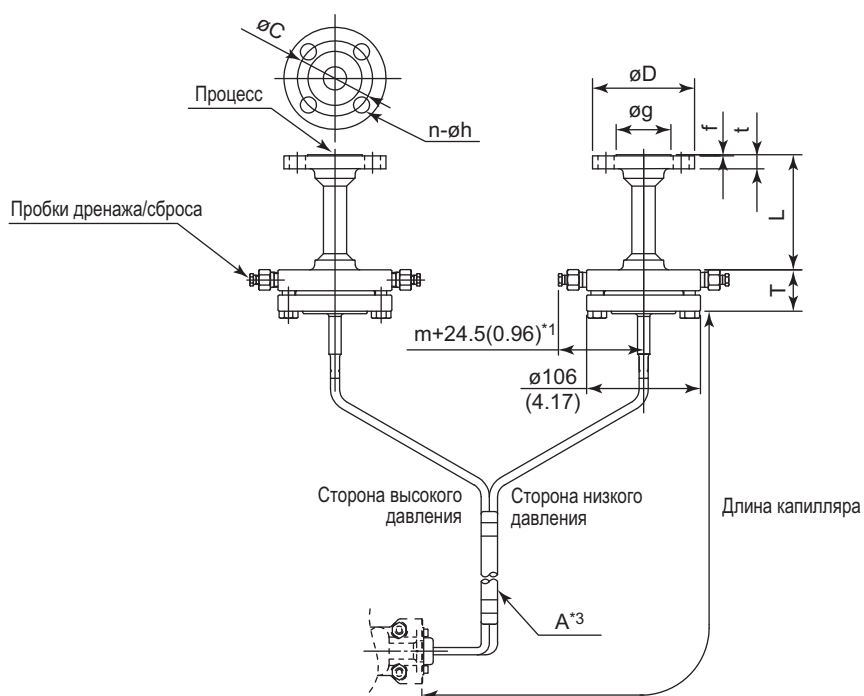 øC
Процесс
n-øh
øD
øg
f
t
L
T
Пробки дренажа/сброса
m+24.5(0.96)*1
ø106
(4.17)
Сторона высокого
давления
Сторона низкого
давления
Длина капилляра
A*3